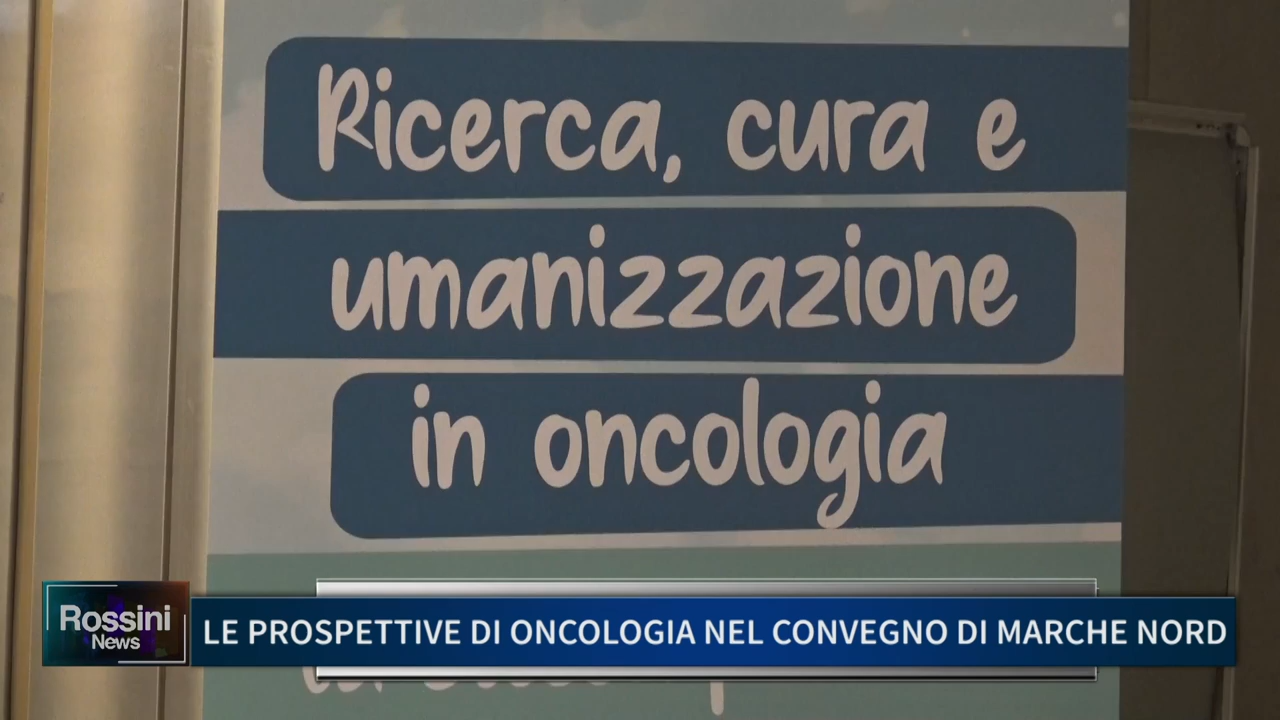 Ricerca, cura e
umanizzazione
in oncologia
Rossini
News
LE PROSPETTIVE DI ONCOLOGIA NEL CONVEGNO DI MARCHE NORD